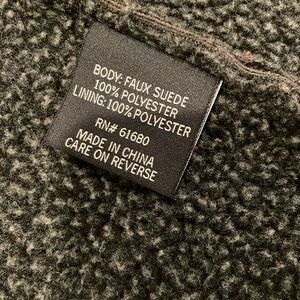 BODY: FAUX SUEDE
100% POLYESTER
LINING: 100% POLYESTER
RN# 61680
MADE IN CHINA
CARE ON REVERSE